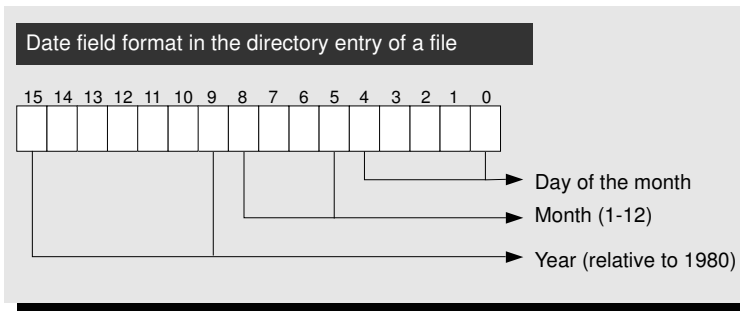 Date field format in the directory entry of a file
15 14 13 12 11 10 9 8 7 6 5 4 3 2 1 0
Day of the month
Month (1-12)
Year (relative to 1980)